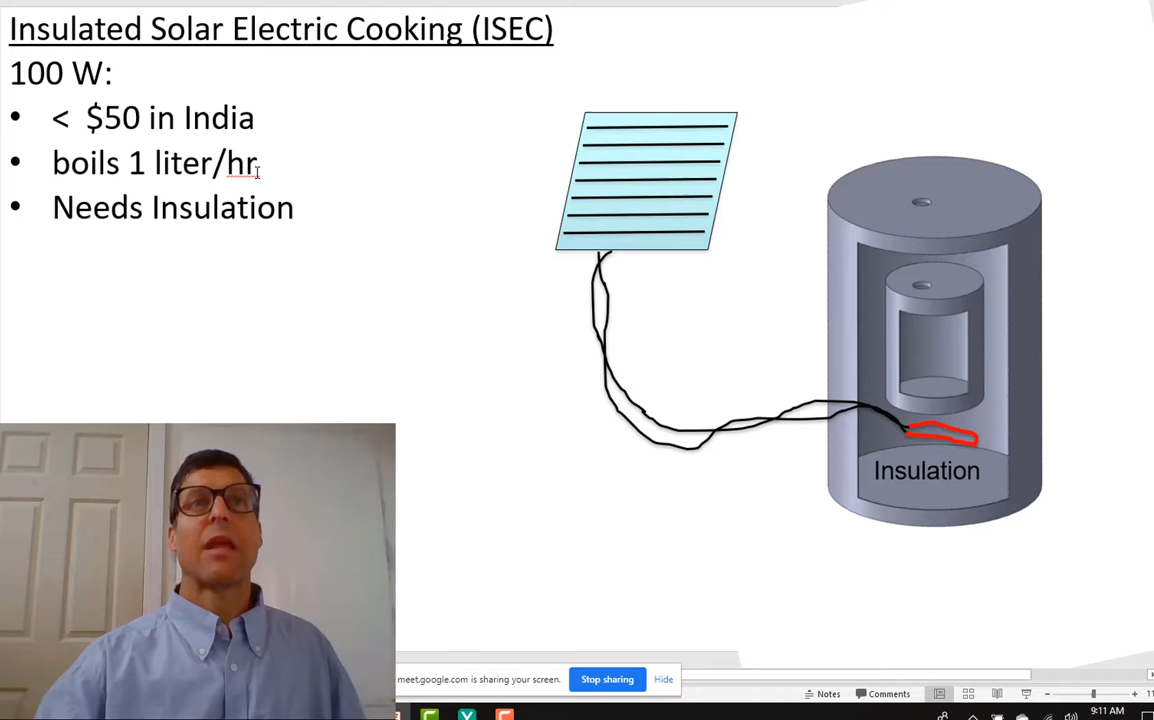 Insulated Solar Electric Cooking (ISEC)
100 W:
• < $50 in India
• boils 1 liter/hr
• Needs Insulation
Insulation
meet.google.com is sharing your screen.
Stop sharing
Hide
Notes
Comments
11
9:11 AM